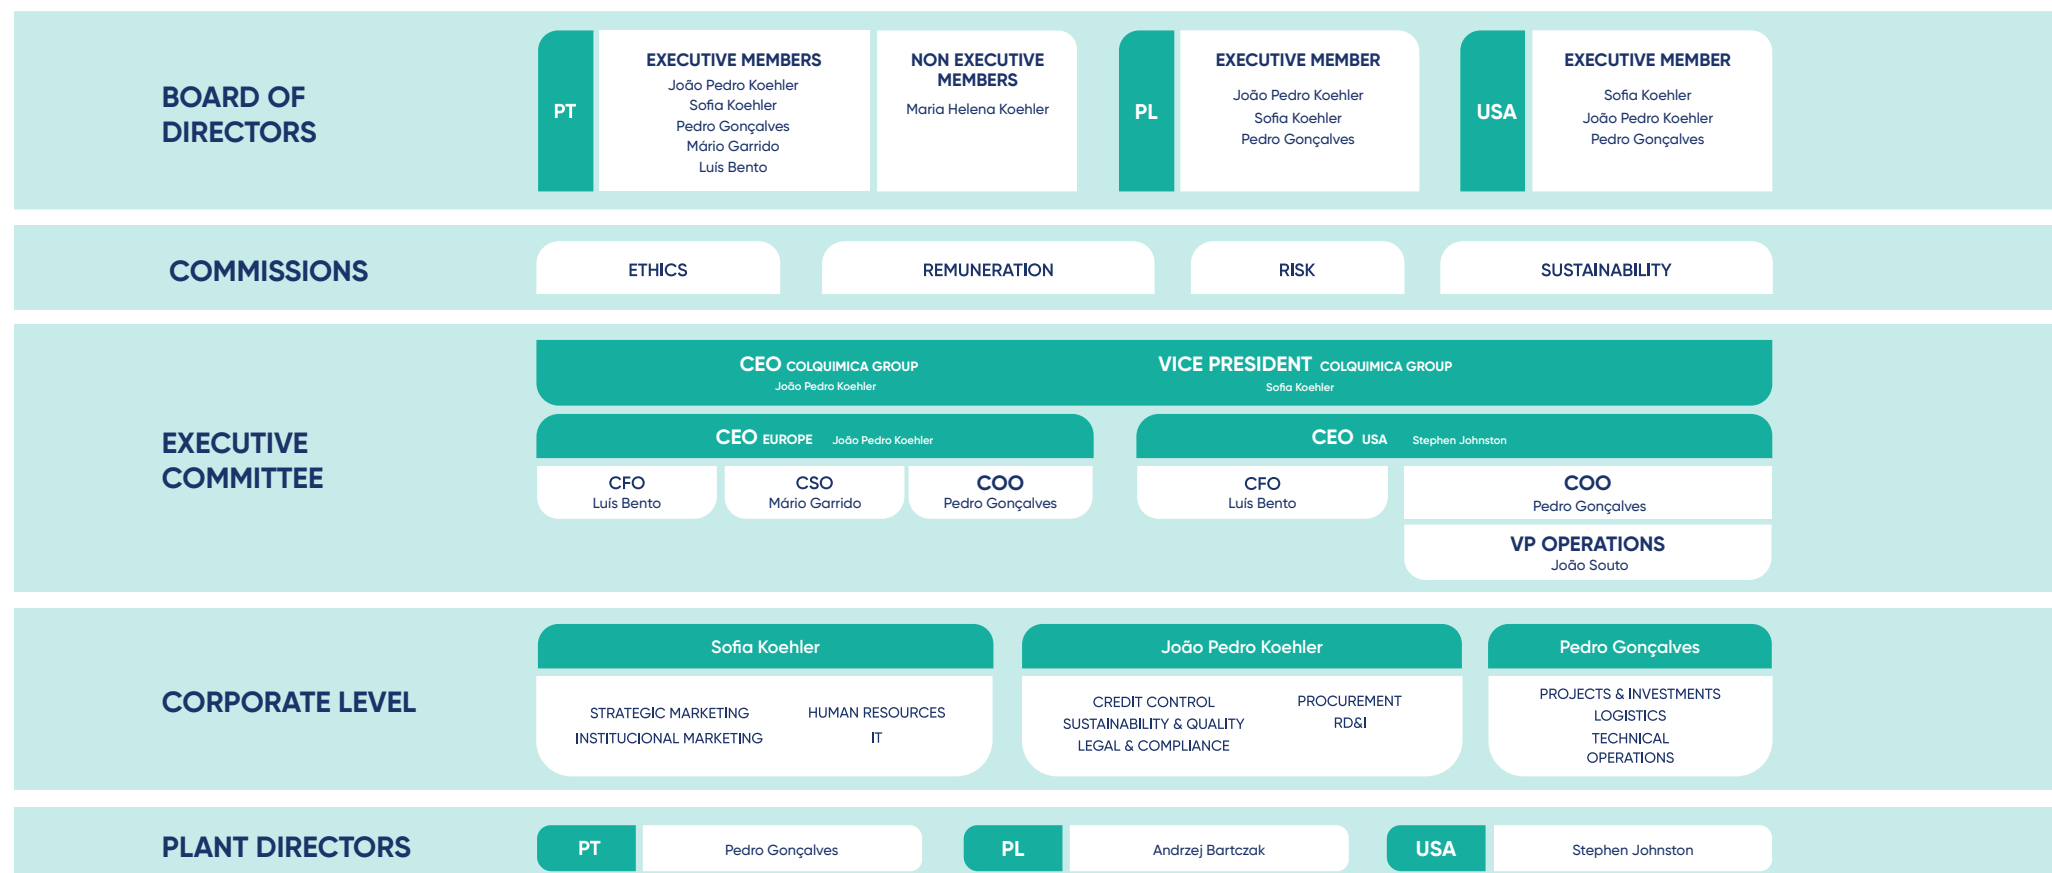 BOARD OF
DIRECTORS
PT
EXECUTIVE MEMBERS
João Pedro Koehler
Sofia Koehler
Pedro Gonçalves
Mário Garrido
Luís Bento
NON EXECUTIVE
MEMBERS
Maria Helena Koehler
PL
EXECUTIVE MEMBER
João Pedro Koehler
Sofia Koehler
Pedro Gonçalves
USA
EXECUTIVE MEMBER
Sofia Koehler
João Pedro Koehler
Pedro Gonçalves
COMMISSIONS
ETHICS
REMUNERATION
RISK
SUSTAINABILITY
EXECUTIVE
COMMITTEE
CEO COLQUIMICA GROUP
João Pedro Koehler
VICE PRESIDENT COLQUIMICA GROUP
Sofia Koehler
CEO EUROPE João Pedro Koehler
CFO
Luís Bento
CSO
Mário Garrido
COO
Pedro Gonçalves
CEO USA Stephen Johnston
CFO
Luís Bento
COO
Pedro Gonçalves
VP OPERATIONS
João Souto
CORPORATE LEVEL
Sofia Koehler
STRATEGIC MARKETING
INSTITUCIONAL MARKETING
HUMAN RESOURCES
IT
João Pedro Koehler
CREDIT CONTROL
SUSTAINABILITY & QUALITY
LEGAL & COMPLIANCE
PROCUREMENT
RD&I
Pedro Gonçalves
PROJECTS & INVESTMENTS
LOGISTICS
TECHNICAL
OPERATIONS
PLANT DIRECTORS
PT
Pedro Gonçalves
PL
Andrzej Bartczak
USA
Stephen Johnston